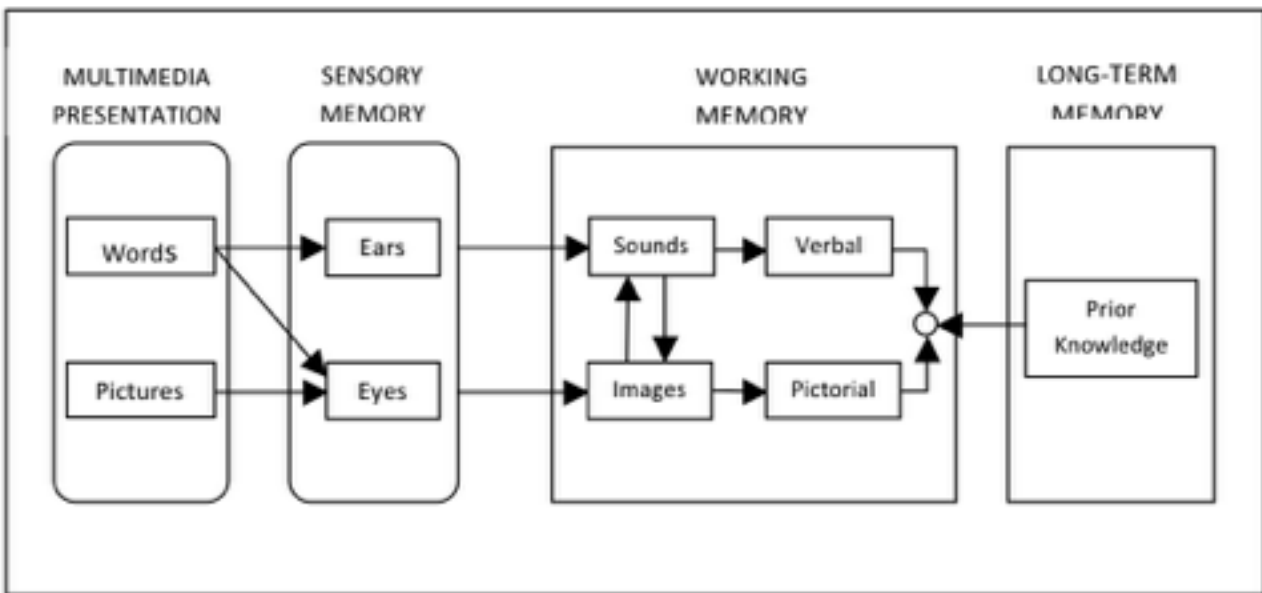 MULTIMEDIA
PRESENTATION
SENSORY
MEMORY
WORKING
MEMORY
LONG-TERM
MEMORY
Words
Ears
Sounds
Verbal
Prior
Knowledge
Pictures
Eyes
Images
Pictorial